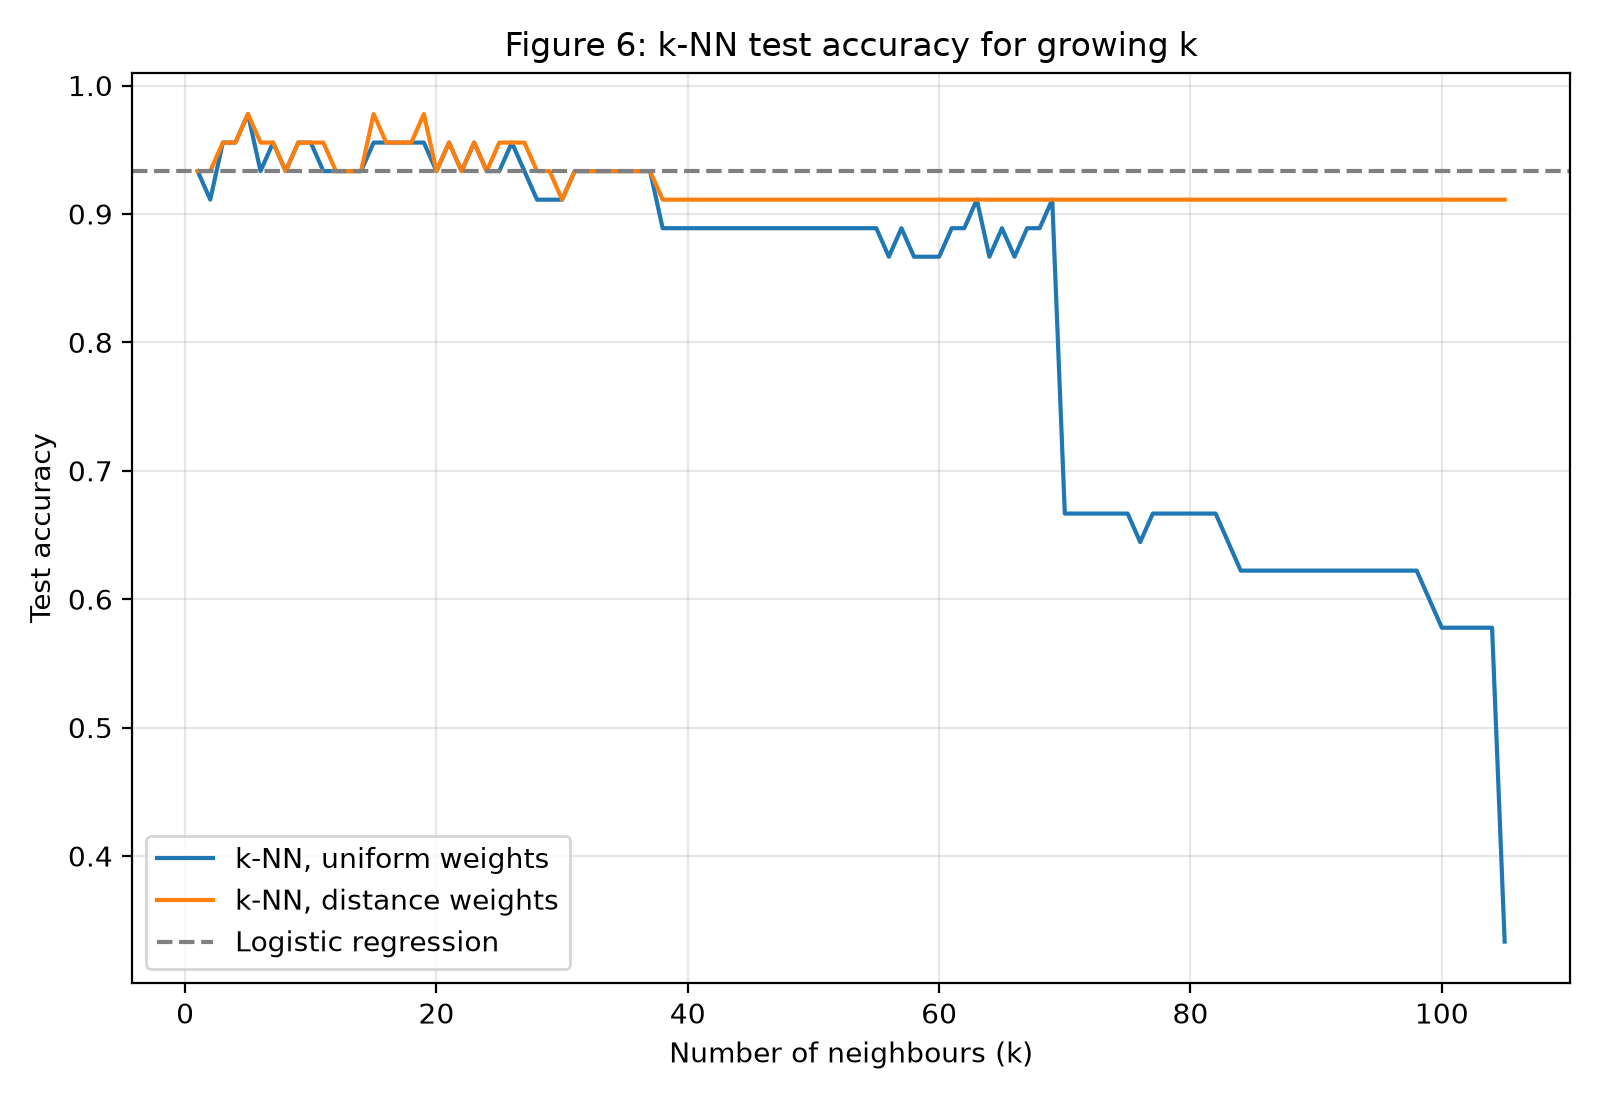 Figure 6: k-NN test accuracy for growing k
1.0
0.9
0.8
0.7
0.6
0.5
0.4
Test accuracy
k-NN, uniform weights
k-NN, distance weights
Logistic regression
0 20 40 60 80 100
Number of neighbours (k)